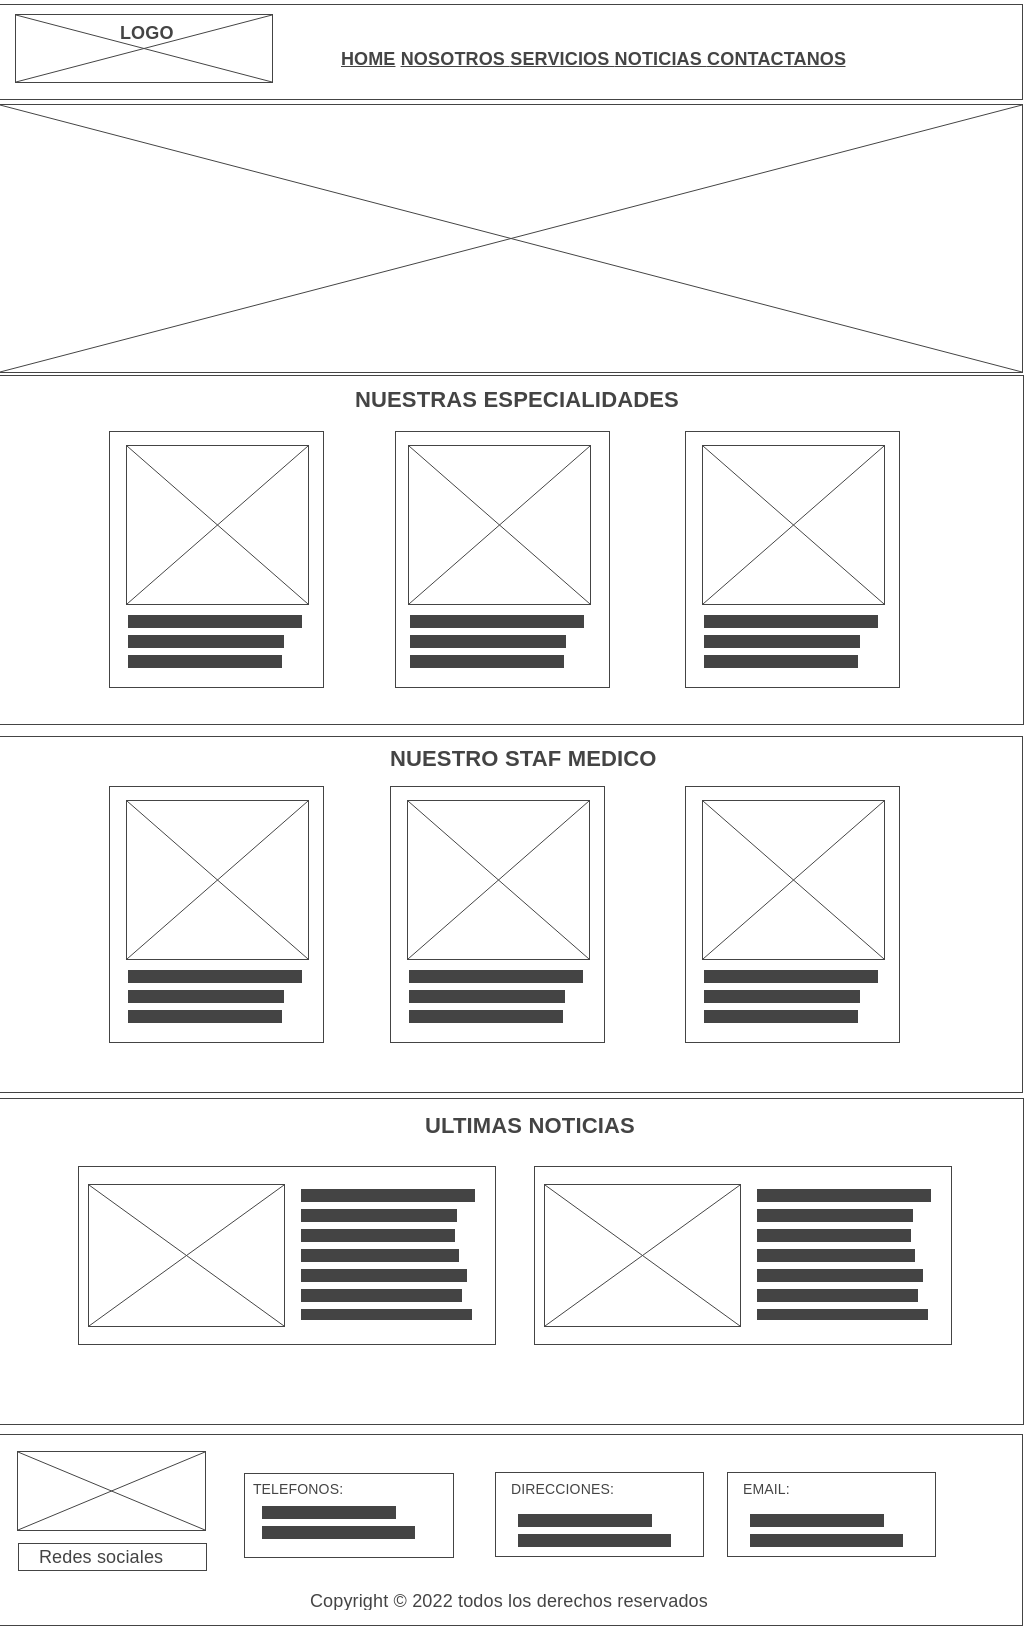 LOGO
HOME NOSOTROS SERVICIOS NOTICIAS CONTACTANOS
NUESTRAS ESPECIALIDADES
NUESTRO STAF MEDICO
ULTIMAS NOTICIAS
TELEFONOS:
DIRECCIONES:
EMAIL:
Redes sociales
Copyright © 2022 todos los derechos reservados